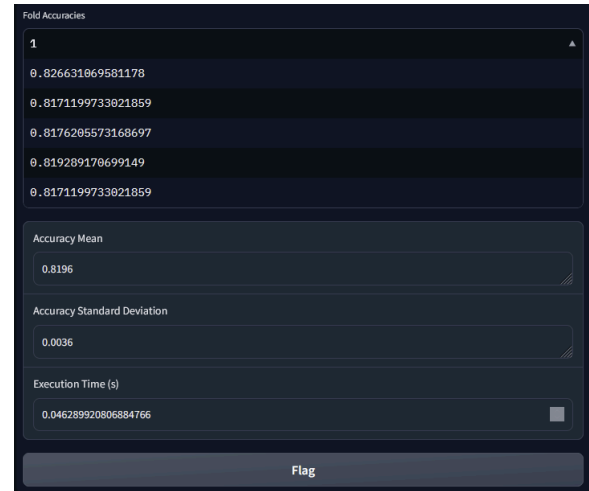 Fold Accuracies
1
0.826631069581178
0.8171199733021859
0.8176205573168697
0.819289170699149
0.8171199733021859
Accuracy Mean
0.8196
Accuracy Standard Deviation
0.0036
Execution Time (s)
0.046289920806884766
Flag